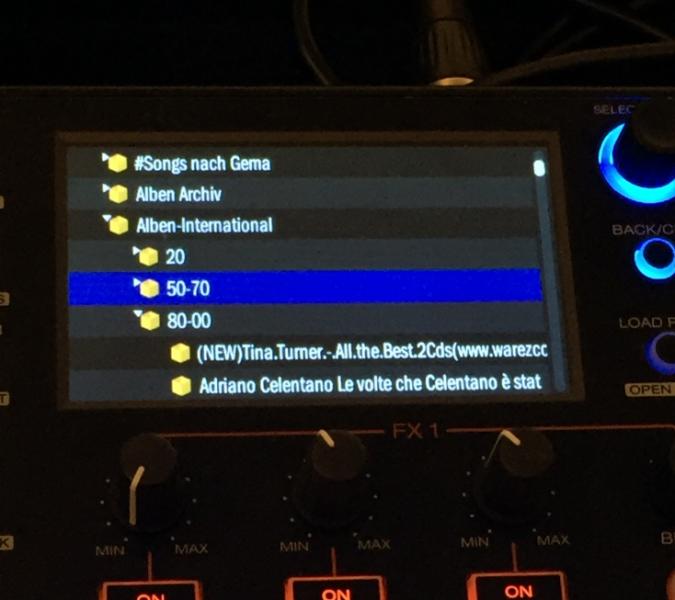 SELEC
#Songs nach Gema
Alben Archiv
Alben-International
20
50-70
80-00
(NEW)Tina.Turner.-.All.the.Best.2Cds(www.warezcc
Adriano Celentano Le volte che Celentano è stat
BACK/C
LOAD
OPEN
FX 1
MIN MAX MIN MAX MIN MAX
ON ON ON